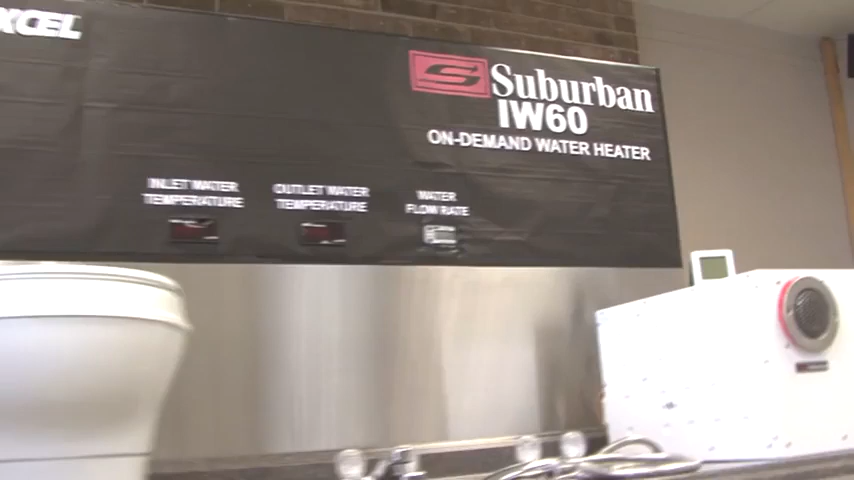 XCEL
Suburban
IW60
ON-DEMAND WATER HEATER
INLET WATER
TEMPERATURE
OUTLET WATER
TEMPERATURE
WATER
FLOW RATE